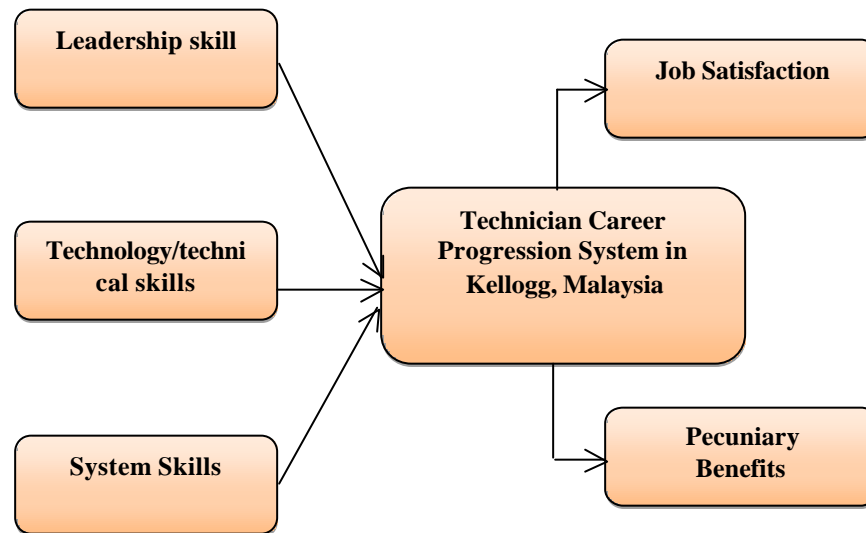 Leadership skill
Technology/techni
cal skills
System Skills
Technician Career
Progression System in
Kellogg, Malaysia
Job Satisfaction
Pecuniary
Benefits